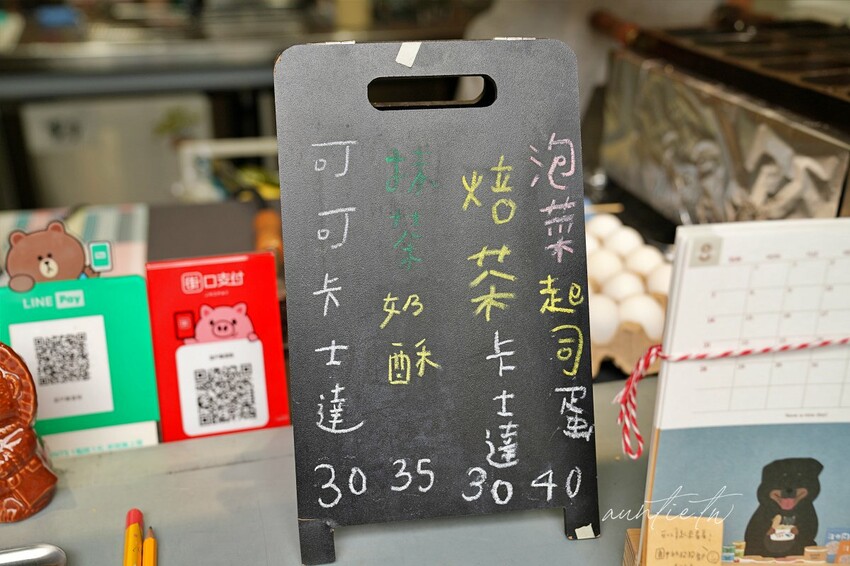 泡菜起司蛋 40
焙茶卡士達 30
抹茶奶酥 35
可可卡士達 30
LINE Pay
街口支付
auntie.tw